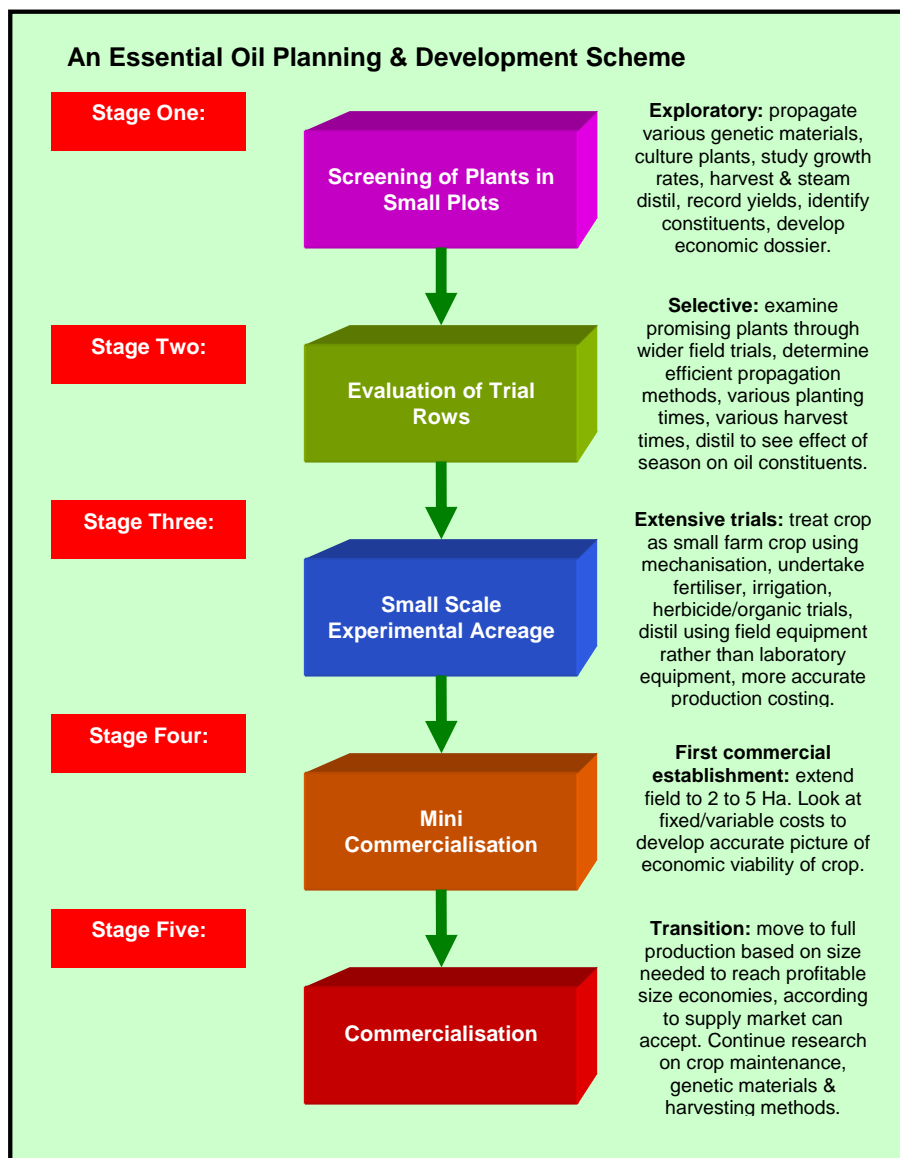 An Essential Oil Planning & Development Scheme
Stage One:
Screening of Plants in
Small Plots
Exploratory: propagate
various genetic materials,
culture plants, study growth
rates, harvest & steam
distil, record yields, identify
constituents, develop
economic dossier.
Stage Two:
Evaluation of Trial
Rows
Selective: examine
promising plants through
wider field trials, determine
efficient propagation
methods, various planting
times, various harvest
times, distil to see effect of
season on oil constituents.
Stage Three:
Small Scale
Experimental Acreage
Extensive trials: treat crop
as small farm crop using
mechanisation, undertake
fertiliser, irrigation,
herbicide/organic trials,
distil using field equipment
rather than laboratory
equipment, more accurate
production costing.
Stage Four:
Mini
Commercialisation
First commercial
establishment: extend
field to 2 to 5 Ha. Look at
fixed/variable costs to
develop accurate picture of
economic viability of crop.
Stage Five:
Commercialisation
Transition: move to full
production based on size
needed to reach profitable
size economies, according
to supply market can
accept. Continue research
on crop maintenance,
genetic materials &
harvesting methods.